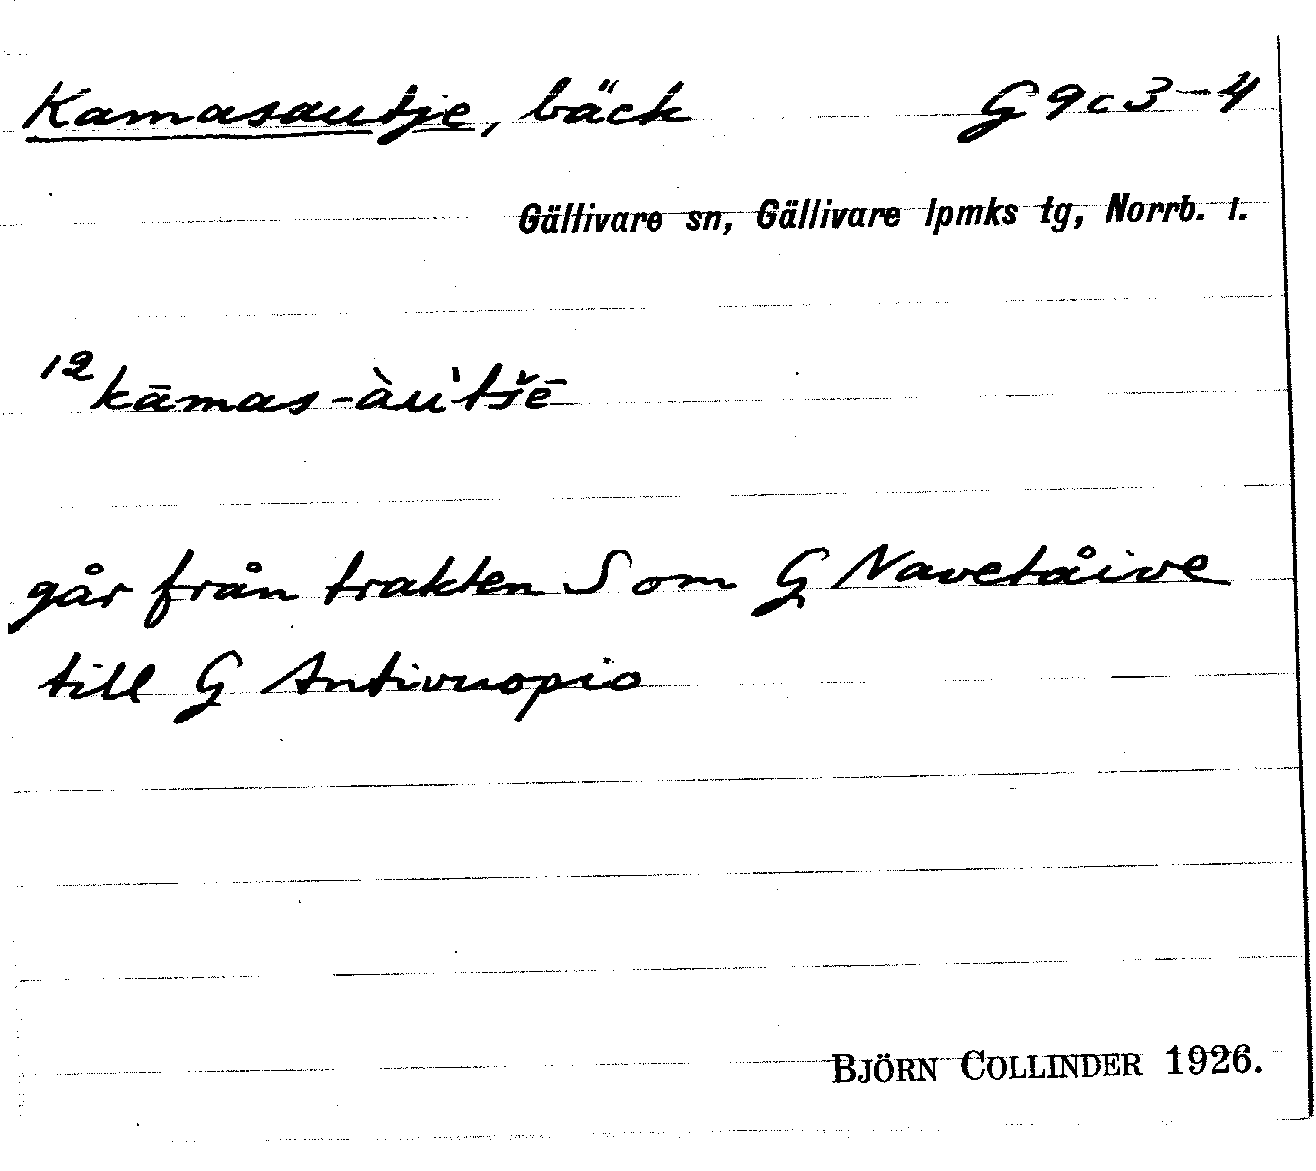 Kamasautje, bäck G 9c 3-4
Gällivare sn, Gällivare lpmks tg, Norrb. l.
12 kāmas-àu̇'tšē
går från trakten S om G Navetåive
till G Antivuopio
BJÖRN COLLINDER 1926.